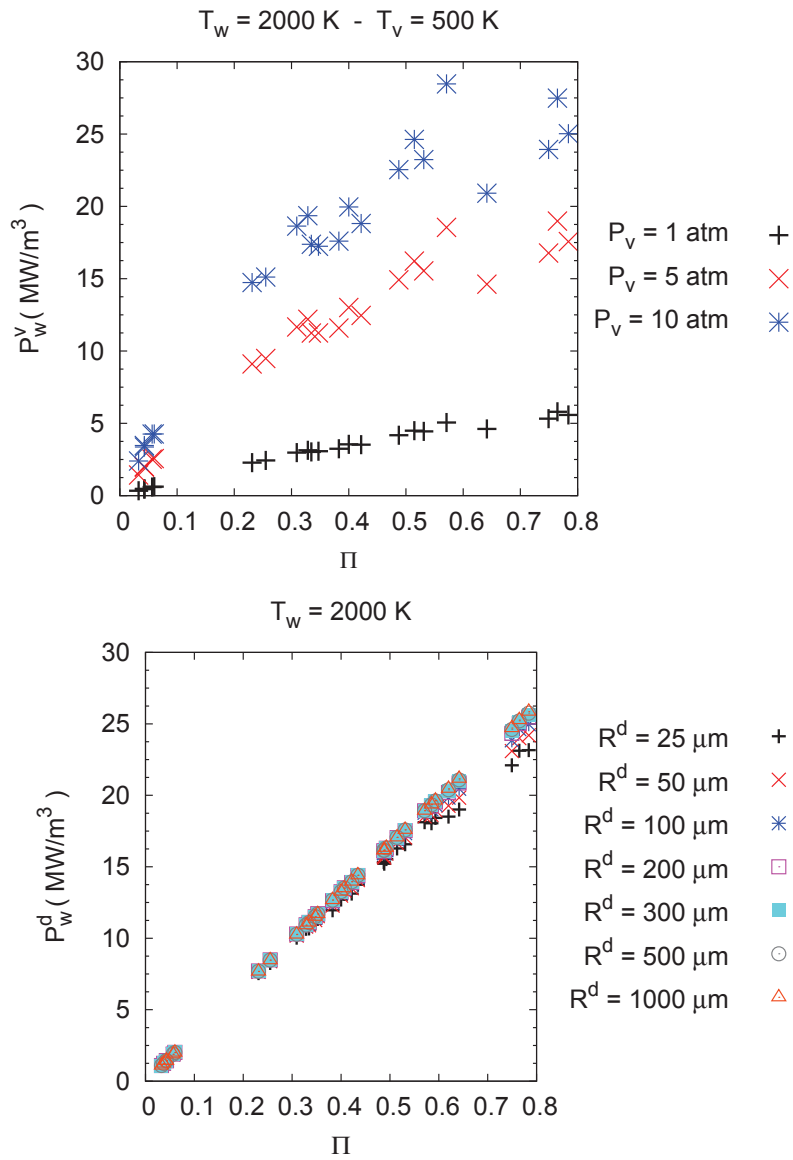 T_w = 2000 K - T_v = 500 K
30
25
20
15
10
5
0
P_w^v ( MW/m^3 )
0 0.1 0.2 0.3 0.4 0.5 0.6 0.7 0.8
Π
P_v = 1 atm
P_v = 5 atm
P_v = 10 atm
T_w = 2000 K
30
25
20
15
10
5
0
P_w^d ( MW/m^3 )
0 0.1 0.2 0.3 0.4 0.5 0.6 0.7 0.8
Π
R^d = 25 μm
R^d = 50 μm
R^d = 100 μm
R^d = 200 μm
R^d = 300 μm
R^d = 500 μm
R^d = 1000 μm